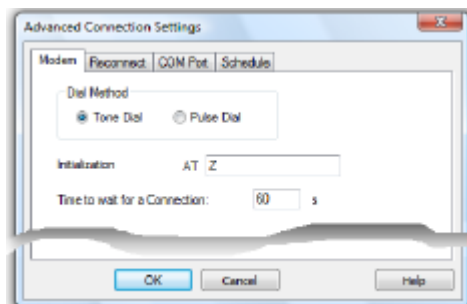 Advanced Connection Settings
Modem Reconnect COM Port Schedule
Dial Method
Tone Dial Pulse Dial
Initialization AT Z
Time to wait for a Connection: 60 s
OK Cancel Help